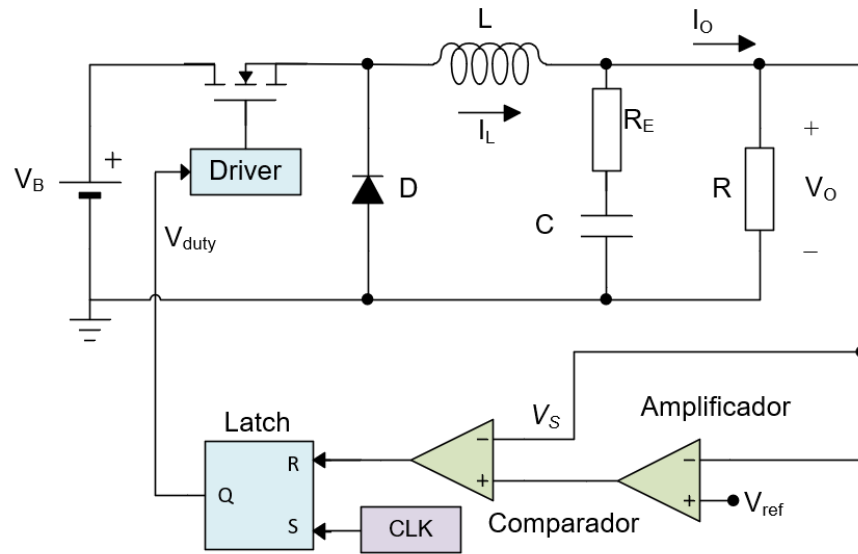 L
I_O
I_L
R_E
V_B
+
Driver
D
C
R
+
V_O
−
V_duty
Latch
V_S
Amplificador
R
−
+
−
+
Q
S
CLK
Comparador
V_ref